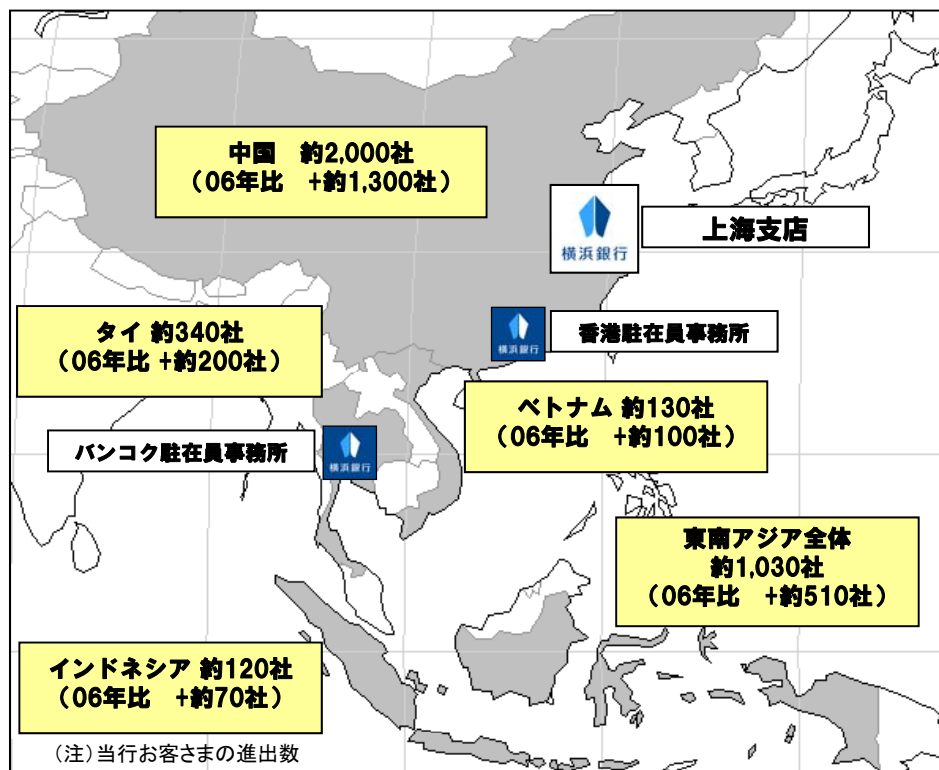 中国　約2,000社
（06年比　+約1,300社）
横浜銀行
上海支店
タイ 約340社
（06年比 +約200社）
横浜銀行
香港駐在員事務所
ベトナム 約130社
（06年比　+約100社）
バンコク駐在員事務所
横浜銀行
東南アジア全体
約1,030社
（06年比　+約510社）
インドネシア 約120社
（06年比　+約70社）
（注）当行お客さまの進出数